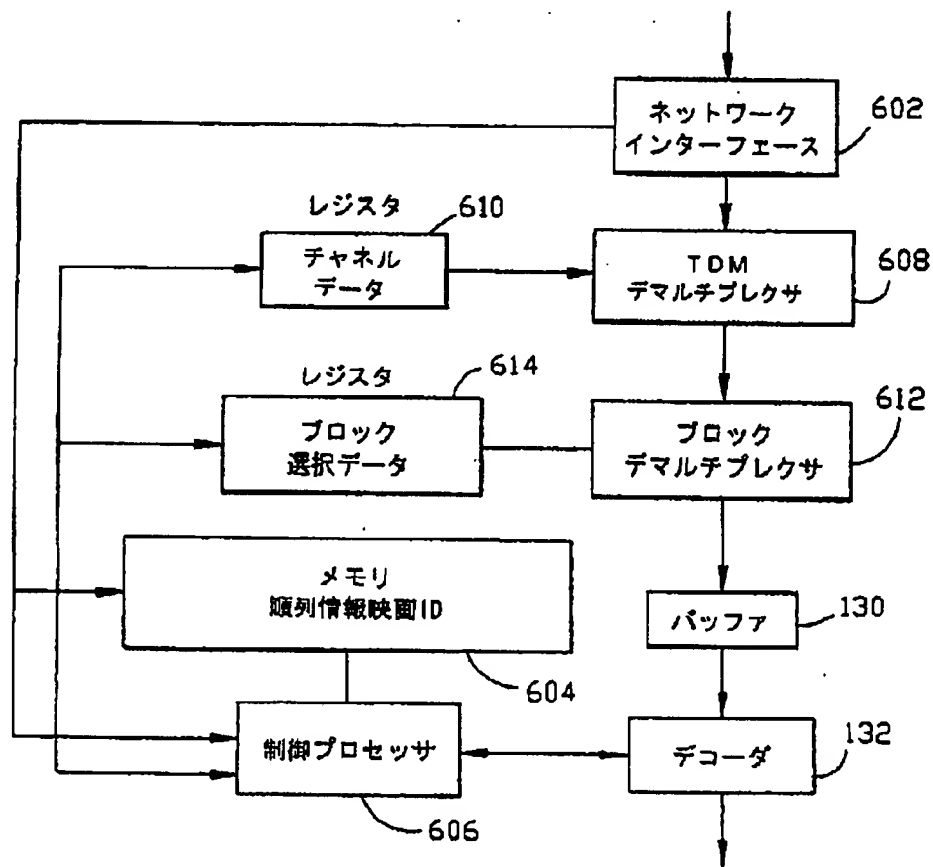 ネットワーク
インターフェース
602
レジスタ
610
チャネル
データ
TDM
デマルチプレクサ
608
レジスタ
614
ブロック
選択データ
ブロック
デマルチプレクサ
612
メモリ
順列情報映画ID
604
バッファ
130
制御プロセッサ
606
デコーダ
132